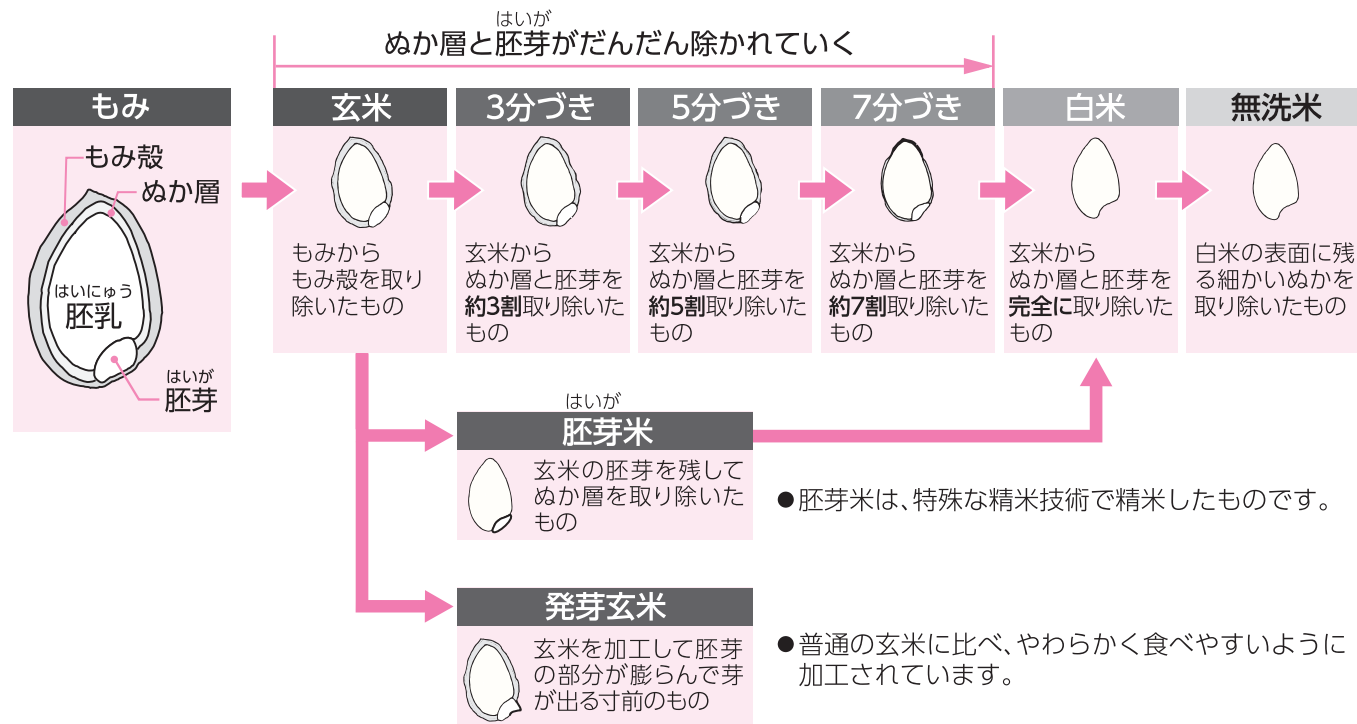 はいが
ぬか層と胚芽がだんだん除かれていく
もみ
もみ殻
ぬか層
はいにゅう
胚乳
はいが
胚芽
玄米
もみから
もみ殻を取り
除いたもの
3分づき
玄米から
ぬか層と胚芽を
約3割取り除いた
もの
5分づき
玄米から
ぬか層と胚芽を
約5割取り除いた
もの
7分づき
玄米から
ぬか層と胚芽を
約7割取り除いた
もの
白米
玄米から
ぬか層と胚芽を
完全に取り除いた
もの
無洗米
白米の表面に残
る細かいぬかを
取り除いたもの
はいが
胚芽米
玄米の胚芽を残して
ぬか層を取り除いた
もの
●胚芽米は、特殊な精米技術で精米したものです。
発芽玄米
玄米を加工して胚芽
の部分が膨らんで芽
が出る寸前のもの
●普通の玄米に比べ、やわらかく食べやすいように
加工されています。